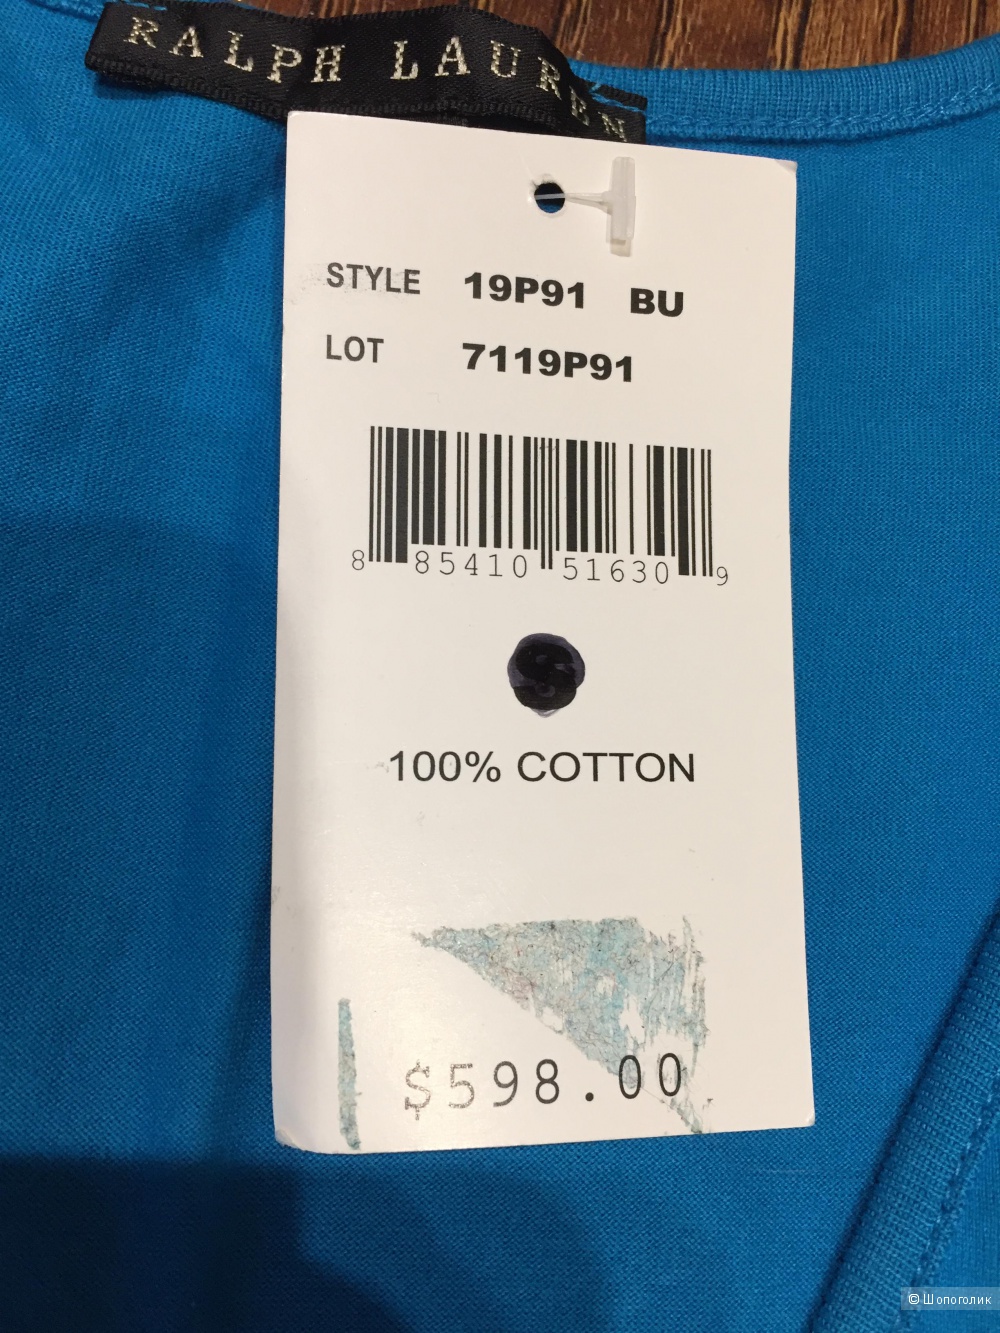 RALPH LAUREN
STYLE 19P91 BU
LOT 7119P91
8 85410 51630 9
S
100% COTTON
$598.00
© Шопоголик